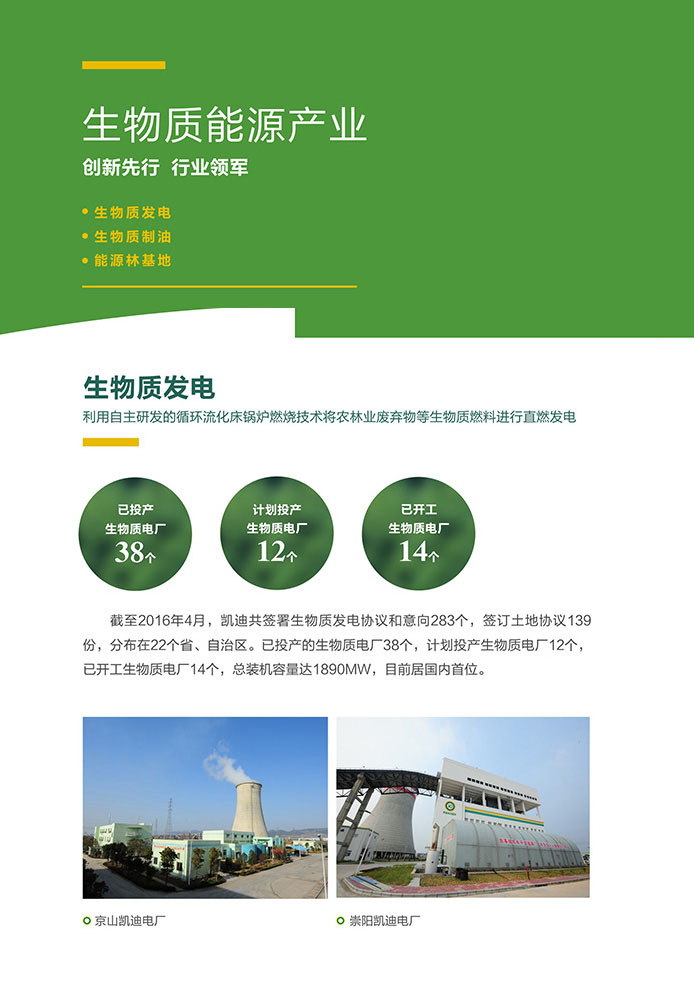 生物质能源产业
创新先行 行业领军
生物质发电
生物质制油
能源林基地
生物质发电
利用自主研发的循环流化床锅炉燃烧技术将农林业废弃物等生物质燃料进行直燃发电
已投产
生物质电厂
38个
计划投产
生物质电厂
12个
已开工
生物质电厂
14个
截至2016年4月，凯迪共签署生物质发电协议和意向283个，签订土地协议139
份，分布在22个省、自治区。已投产的生物质电厂38个，计划投产生物质电厂12个，
已开工生物质电厂14个，总装机容量达1890MW，目前居国内首位。
京山凯迪电厂
崇阳凯迪电厂